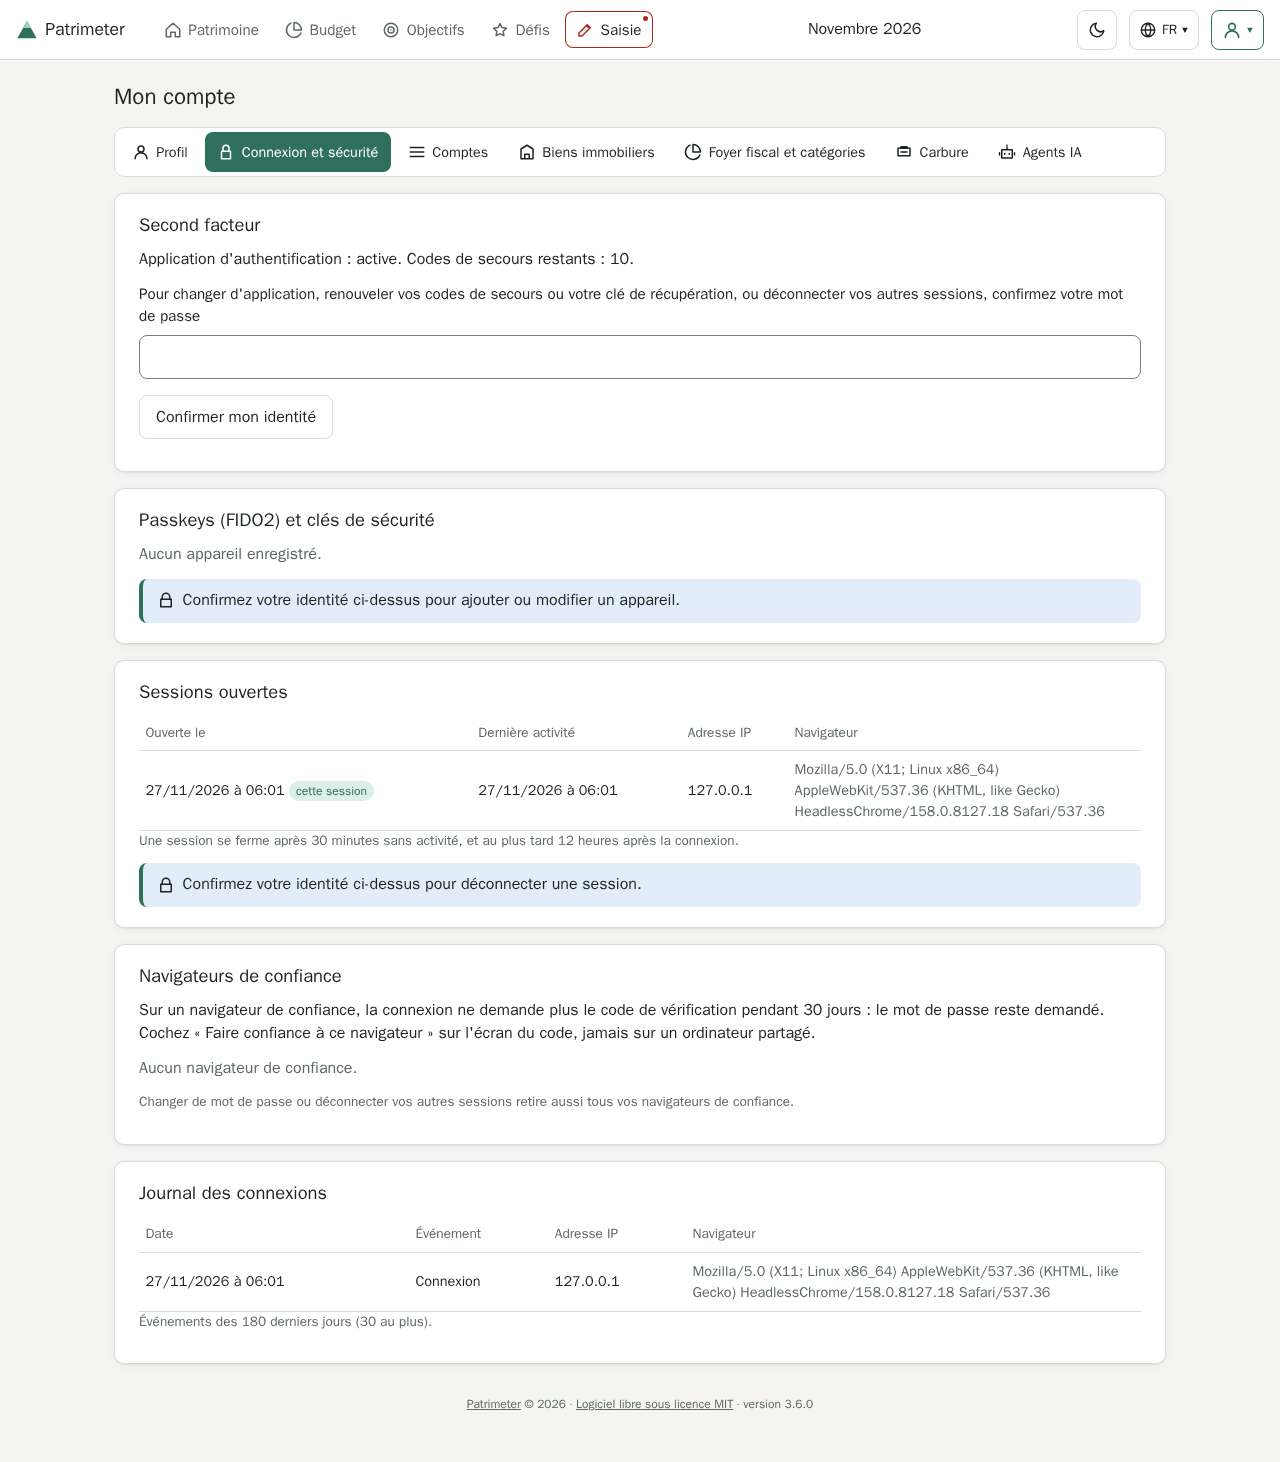 Patrimeter
Patrimoine
Budget
Objectifs
Défis
Saisie
Novembre 2026
FR ▾
▾
Mon compte
Profil
Connexion et sécurité
Comptes
Biens immobiliers
Foyer fiscal et catégories
Carbure
Agents IA
Second facteur
Application d'authentification : active. Codes de secours restants : 10.
Pour changer d'application, renouveler vos codes de secours ou votre clé de récupération, ou déconnecter vos autres sessions, confirmez votre mot
de passe
Confirmer mon identité
Passkeys (FIDO2) et clés de sécurité
Aucun appareil enregistré.
Confirmez votre identité ci-dessus pour ajouter ou modifier un appareil.
Sessions ouvertes
Ouverte le Dernière activité Adresse IP Navigateur
Mozilla/5.0 (X11; Linux x86_64)
27/11/2026 à 06:01 cette session 27/11/2026 à 06:01 127.0.0.1 AppleWebKit/537.36 (KHTML, like Gecko)
HeadlessChrome/158.0.8127.18 Safari/537.36
Une session se ferme après 30 minutes sans activité, et au plus tard 12 heures après la connexion.
Confirmez votre identité ci-dessus pour déconnecter une session.
Navigateurs de confiance
Sur un navigateur de confiance, la connexion ne demande plus le code de vérification pendant 30 jours : le mot de passe reste demandé.
Cochez « Faire confiance à ce navigateur » sur l'écran du code, jamais sur un ordinateur partagé.
Aucun navigateur de confiance.
Changer de mot de passe ou déconnecter vos autres sessions retire aussi tous vos navigateurs de confiance.
Journal des connexions
Date Événement Adresse IP Navigateur
27/11/2026 à 06:01 Connexion 127.0.0.1 Mozilla/5.0 (X11; Linux x86_64) AppleWebKit/537.36 (KHTML, like
Gecko) HeadlessChrome/158.0.8127.18 Safari/537.36
Événements des 180 derniers jours (30 au plus).
Patrimeter © 2026 · Logiciel libre sous licence MIT · version 3.6.0